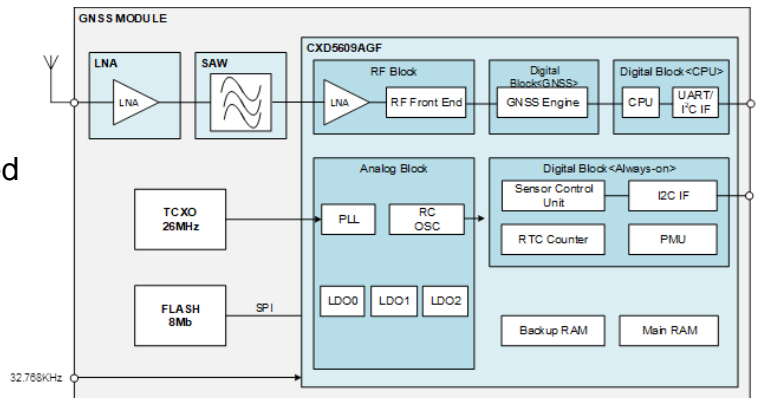 GNSS MODULE
CXD5609AGF
LNA
LNA
SAW
RF Block
LNA
RF Front End
Digital
Block<GNSS>
GNSS Engine
Digital Block<CPU>
CPU
UART/
I²C IF
ed
Analog Block
PLL
RC
OSC
LDO0
LDO1
LDO2
Digital Block<Always-on>
Sensor Control
Unit
I2C IF
RTC Counter
PMU
TCXO
26MHz
FLASH
8Mb
SPI
Backup RAM
Main RAM
32.768KHz